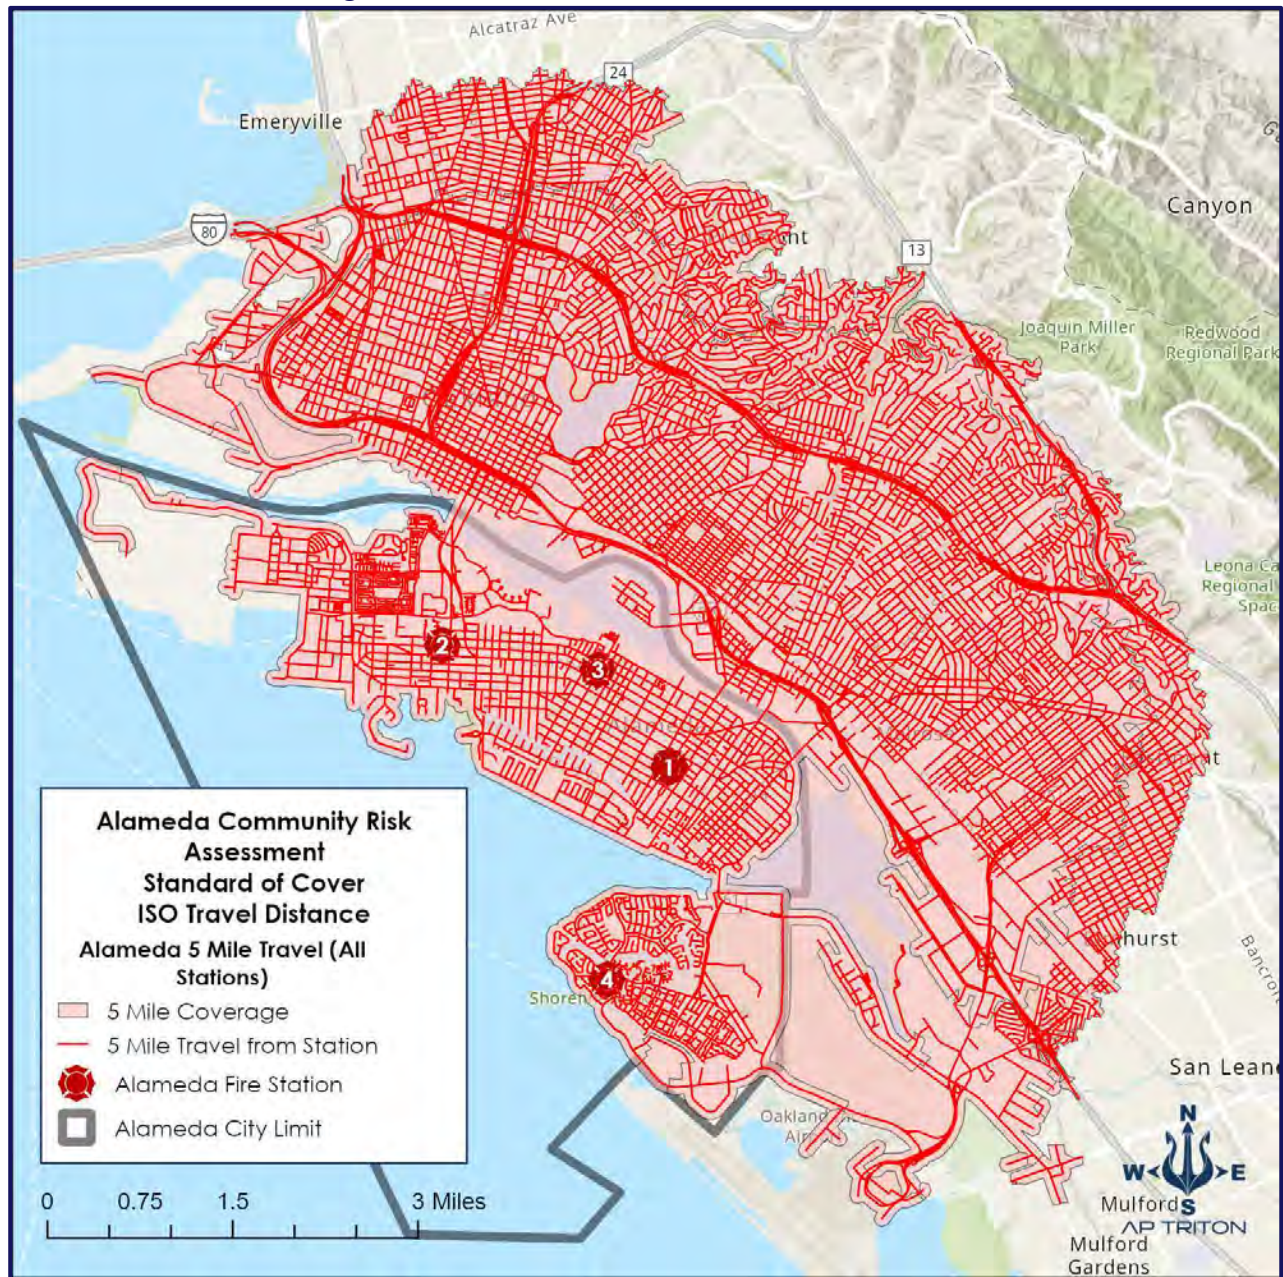 Alcatraz Ave
24
Emeryville
Canyon
80
13
Joaquin Miller
Park
Redwood
Regional Park
Leona Ca
Regional
Spac
2
3
1
Alameda Community Risk
Assessment
Standard of Cover
ISO Travel Distance
Alameda 5 Mile Travel (All
Stations)
5 Mile Coverage
5 Mile Travel from Station
Alameda Fire Station
Alameda City Limit
4
Shoren
hurst
Bancro
San Lean
Oakland
Air
N
W E
S
AP TRITON
Mulford
Mulford
Gardens
0 0.75 1.5 3 Miles